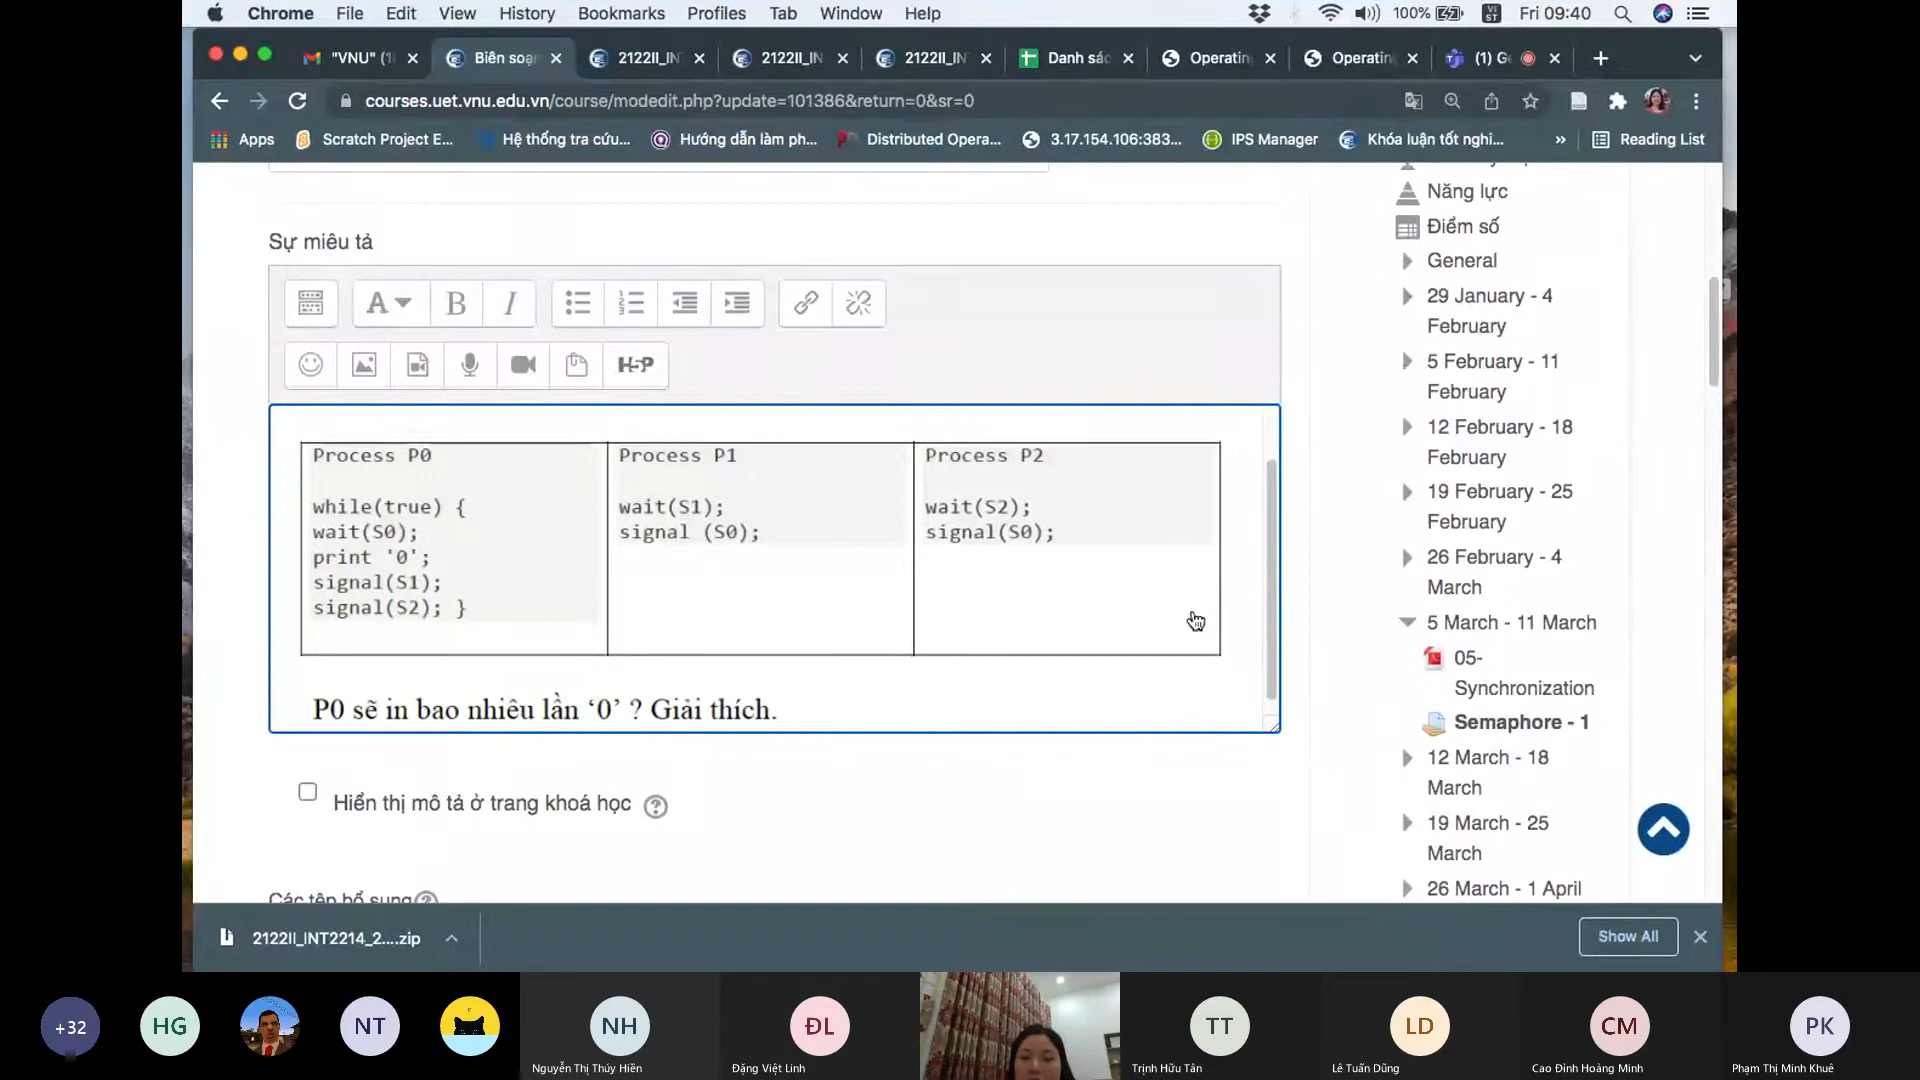 Chrome File Edit View History Bookmarks Profiles Tab Window Help 100% VI ST Fri 09:40
"VNU" (1 Biên soạn 2122II_IN 2122II_IN 2122II_IN Danh sác Operatin Operatin (1) G
courses.uet.vnu.edu.vn/course/modedit.php?update=101386&return=0&sr=0
Apps Scratch Project E... Hệ thống tra cứu... Hướng dẫn làm ph... Distributed Opera... 3.17.154.106:383... IPS Manager Khóa luận tốt nghi... » Reading List
Sự miêu tả
A B I
H5P
Process P0
while(true) {
wait(S0);
print '0';
signal(S1);
signal(S2); }
Process P1
wait(S1);
signal (S0);
Process P2
wait(S2);
signal(S0);
P0 sẽ in bao nhiêu lần ‘0’ ? Giải thích.
Hiển thị mô tả ở trang khoá học ?
Các tệp bổ sung ?
Năng lực
Điểm số
General
29 January - 4
February
5 February - 11
February
12 February - 18
February
19 February - 25
February
26 February - 4
March
5 March - 11 March
05-
Synchronization
Semaphore - 1
12 March - 18
March
19 March - 25
March
26 March - 1 April
2122II_INT2214_2....zip Show All
+32 HG NT NH ĐL TT LD CM PK
Nguyễn Thị Thúy Hiền Đặng Việt Linh Trịnh Hữu Tân Lê Tuấn Dũng Cao Đình Hoàng Minh Phạm Thị Minh Khuê